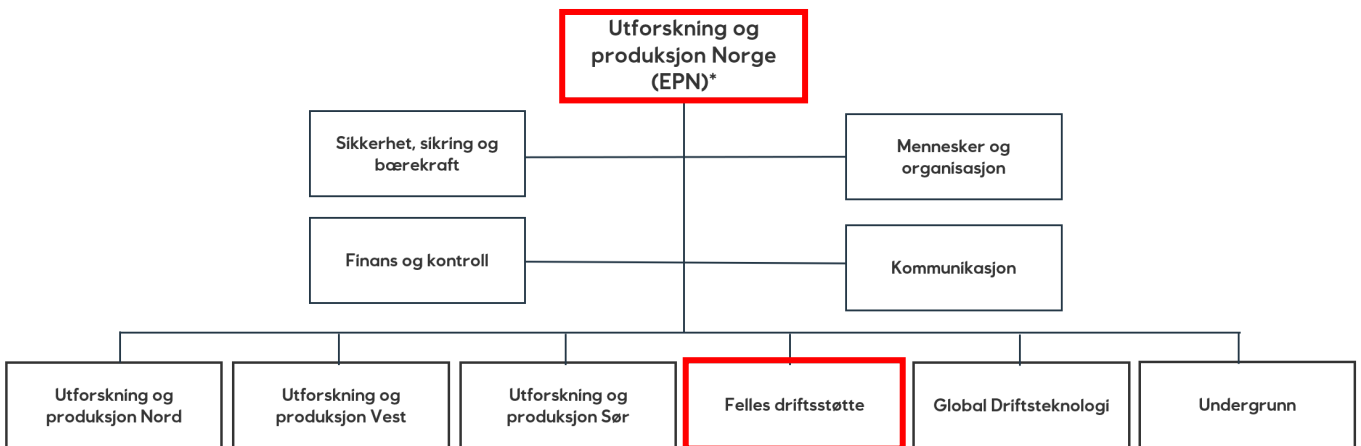 Utforskning og
produksjon Norge
(EPN)*
Sikkerhet, sikring og
bærekraft
Mennesker og
organisasjon
Finans og kontroll
Kommunikasjon
Utforskning og
produksjon Nord
Utforskning og
produksjon Vest
Utforskning og
produksjon Sør
Felles driftsstøtte
Global Driftsteknologi
Undergrunn